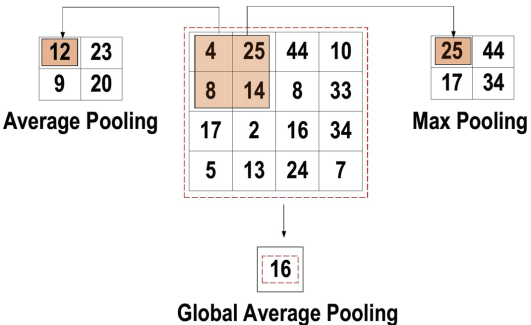 12 23
9 20
Average Pooling
4 25 44 10
8 14 8 33
17 2 16 34
5 13 24 7
25 44
17 34
Max Pooling
16
Global Average Pooling